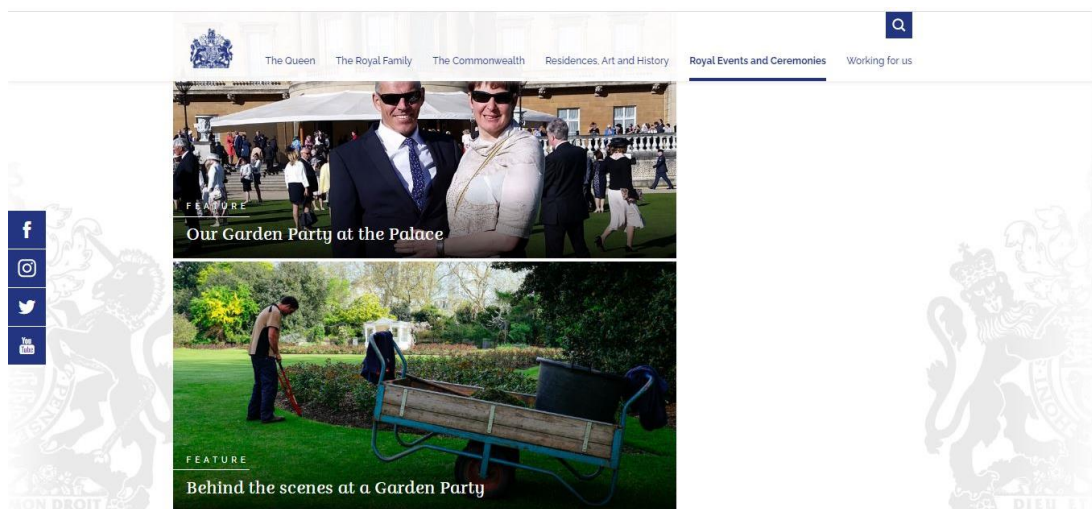 The Queen
The Royal Family
The Commonwealth
Residences, Art and History
Royal Events and Ceremonies
Working for us
FEATURE
Our Garden Party at the Palace
You
Tube
FEATURE
Behind the scenes at a Garden Party
DIEU